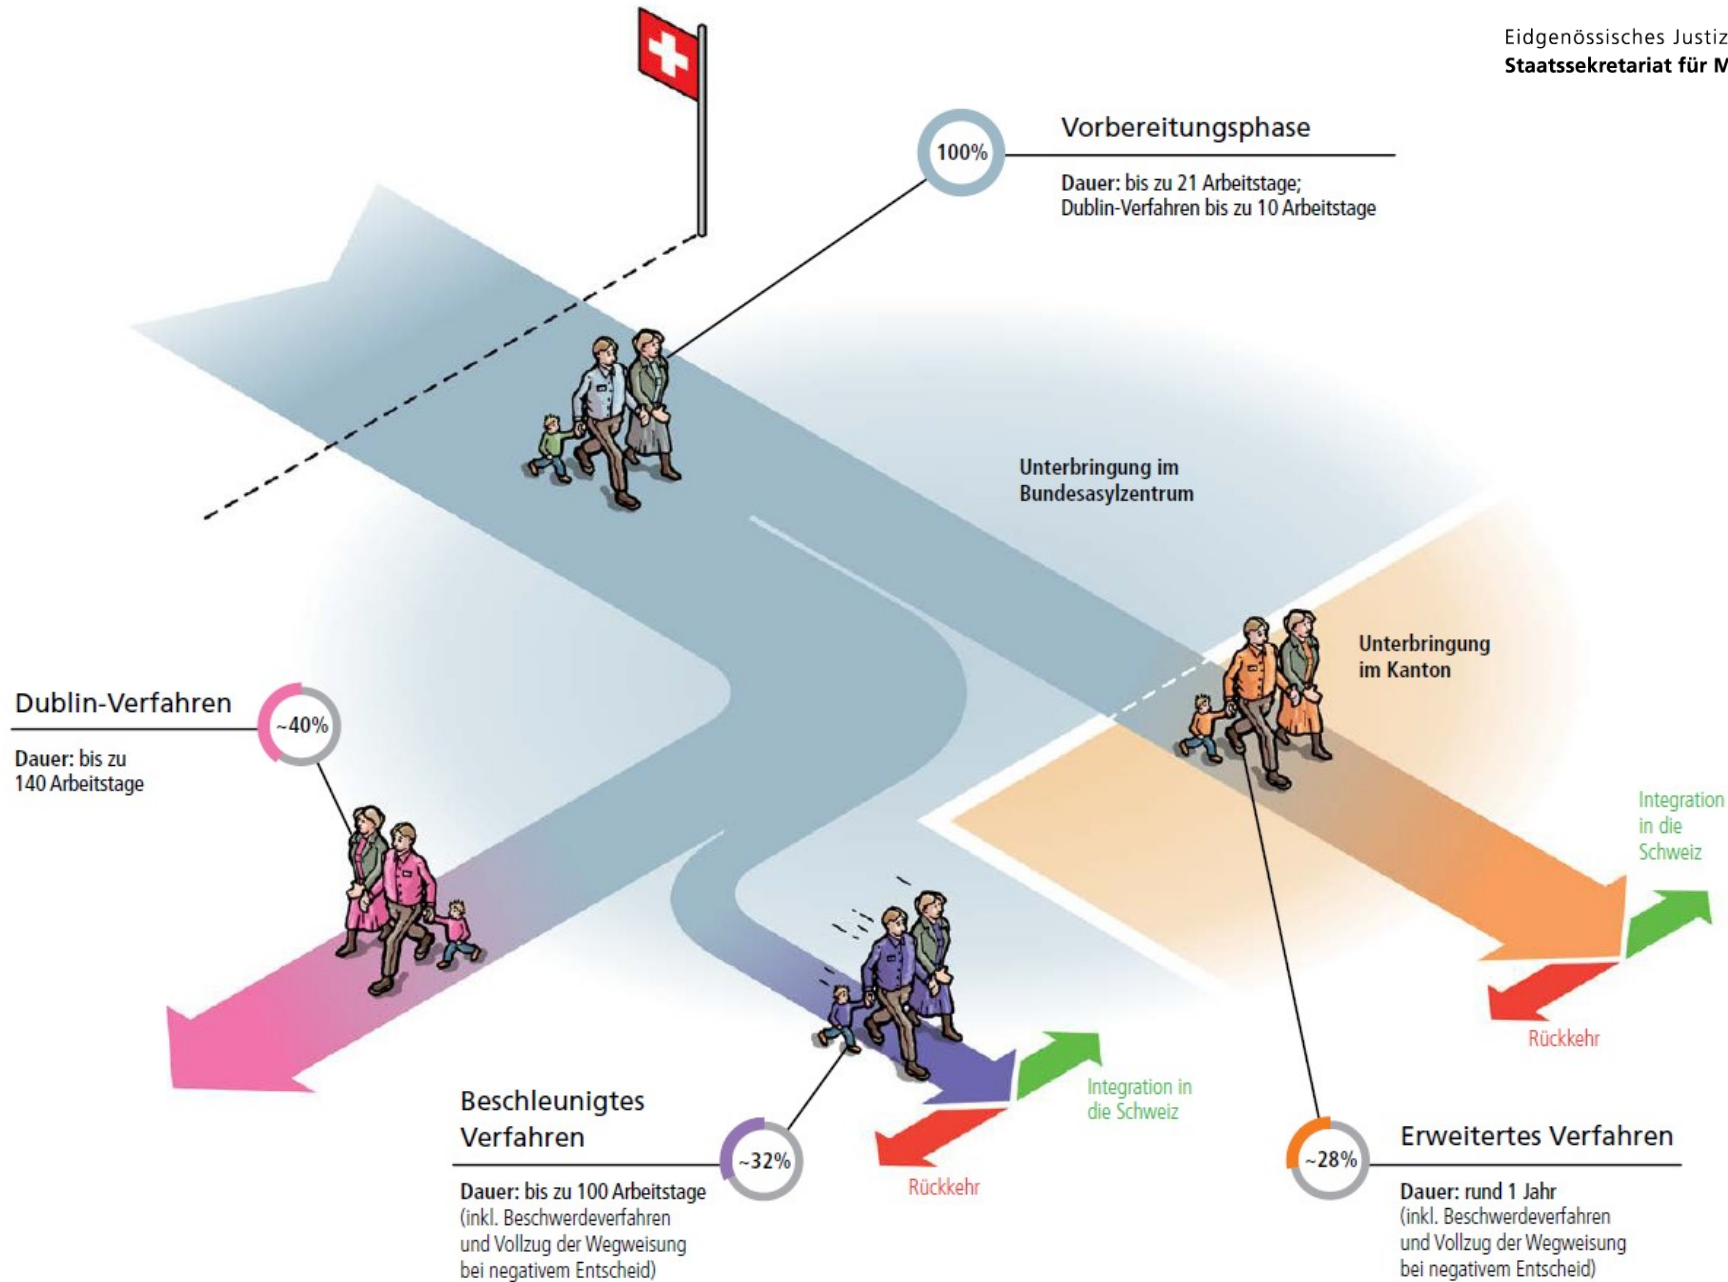 Eidgenössisches Justiz
Staatssekretariat für M
100%
Vorbereitungsphase
Dauer: bis zu 21 Arbeitstage;
Dublin-Verfahren bis zu 10 Arbeitstage
Unterbringung im
Bundesasylzentrum
Unterbringung
im Kanton
Dublin-Verfahren
~40%
Dauer: bis zu
140 Arbeitstage
Integration
in die
Schweiz
Rückkehr
Integration in
die Schweiz
Rückkehr
Beschleunigtes
Verfahren
~32%
Dauer: bis zu 100 Arbeitstage
(inkl. Beschwerdeverfahren
und Vollzug der Wegweisung
bei negativem Entscheid)
~28%
Erweitertes Verfahren
Dauer: rund 1 Jahr
(inkl. Beschwerdeverfahren
und Vollzug der Wegweisung
bei negativem Entscheid)